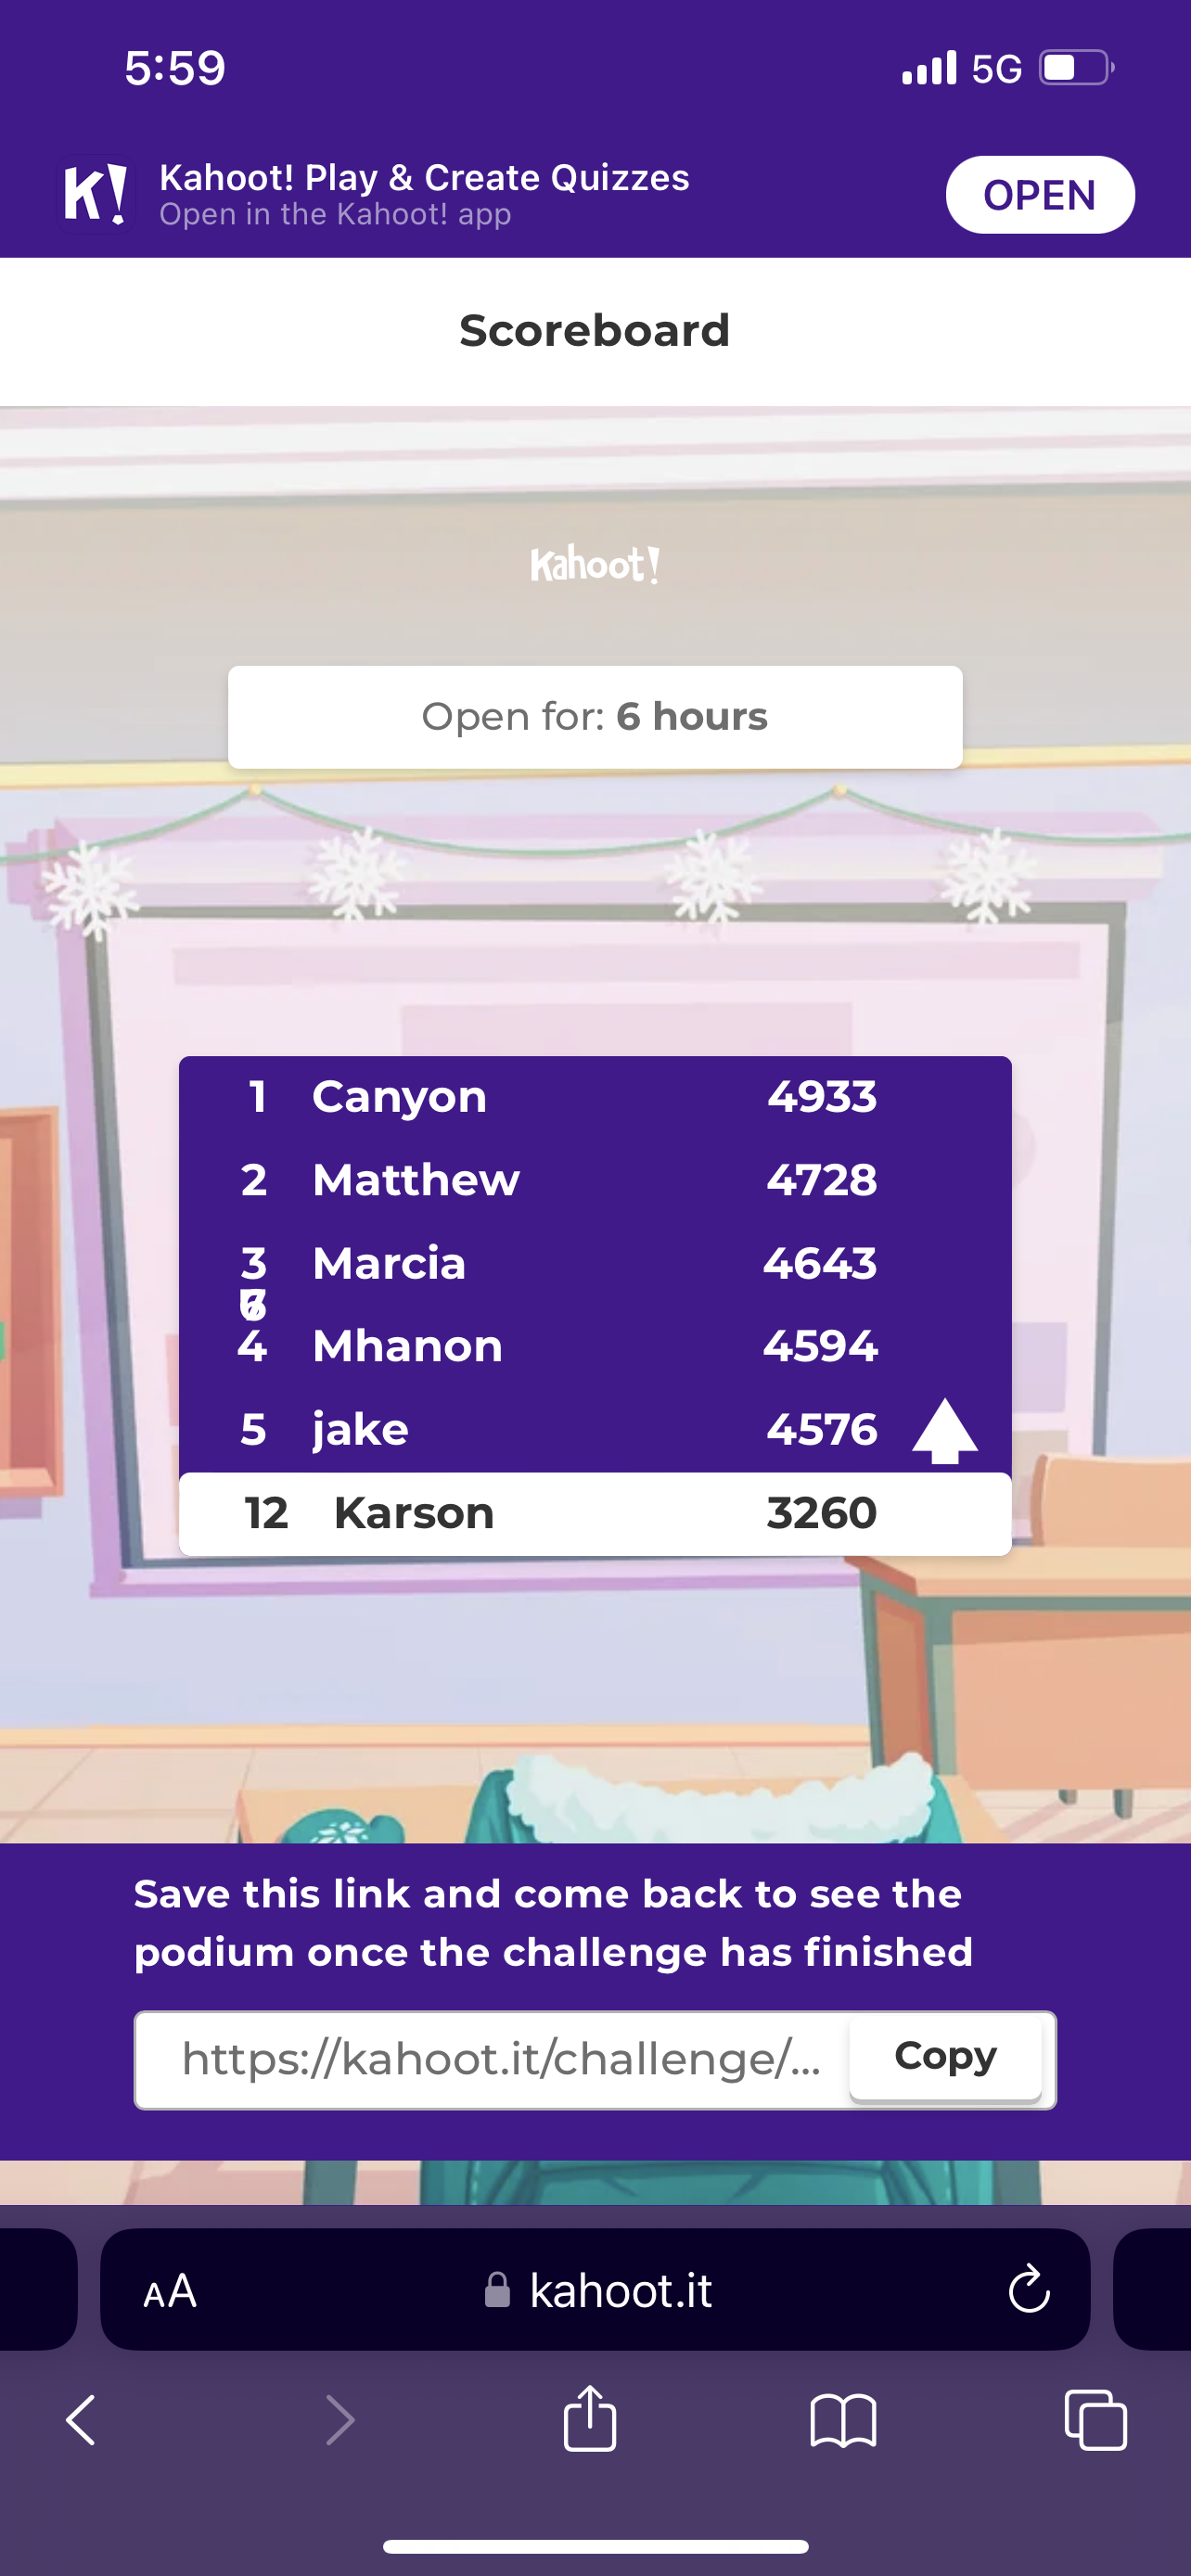 5:59 5G
K!
Kahoot! Play & Create Quizzes
Open in the Kahoot! app
OPEN
Scoreboard
Kahoot!
Open for: 6 hours
1 Canyon 4933
2 Matthew 4728
3 Marcia 4643
4 Mhanon 4594
5 jake 4576
12 Karson 3260
Save this link and come back to see the
podium once the challenge has finished
https://kahoot.it/challenge/... Copy
AA kahoot.it